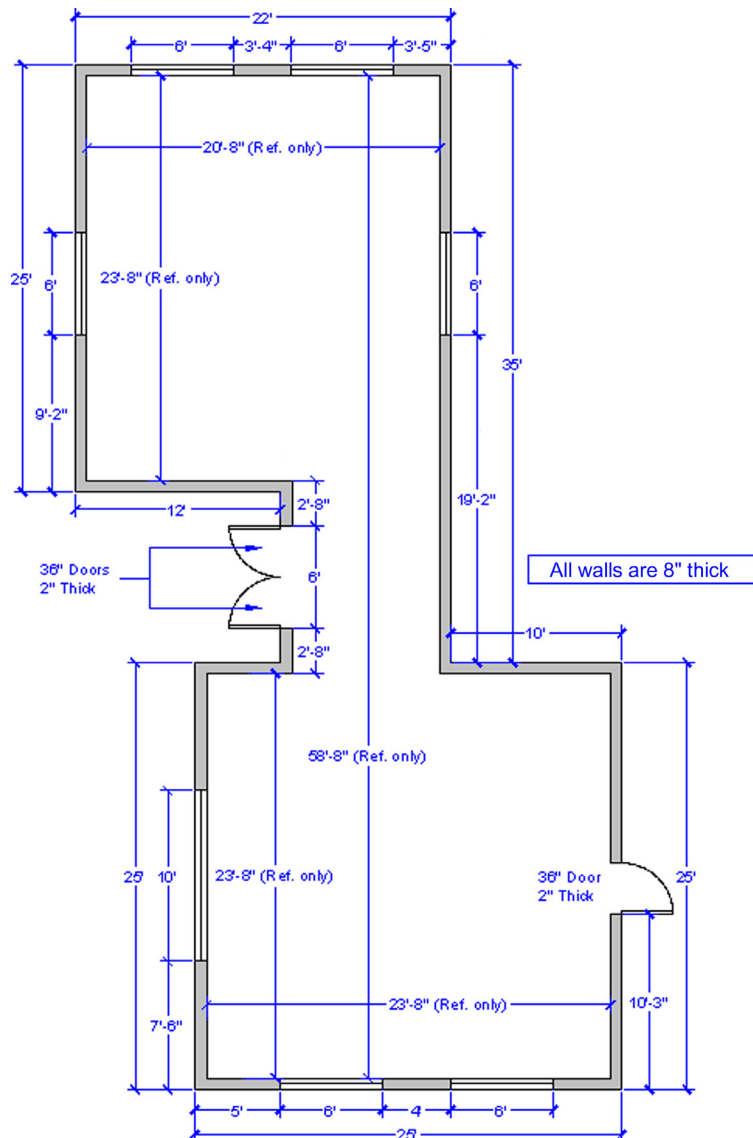 22'
6' 3'-4" 6' 3'-5"
20'-8" (Ref. only)
25' 6' 23'-8" (Ref. only) 6'
35'
9'-2"
2'-8" 19'-2"
12'
36" Doors
2" Thick
6'
All walls are 8" thick
10'
2'-8"
58'-8" (Ref. only)
25' 10' 23'-8" (Ref. only)
36" Door
2" Thick
25'
23'-8" (Ref. only) 10'-3"
7'-6"
5' 6' 4' 6'
25'